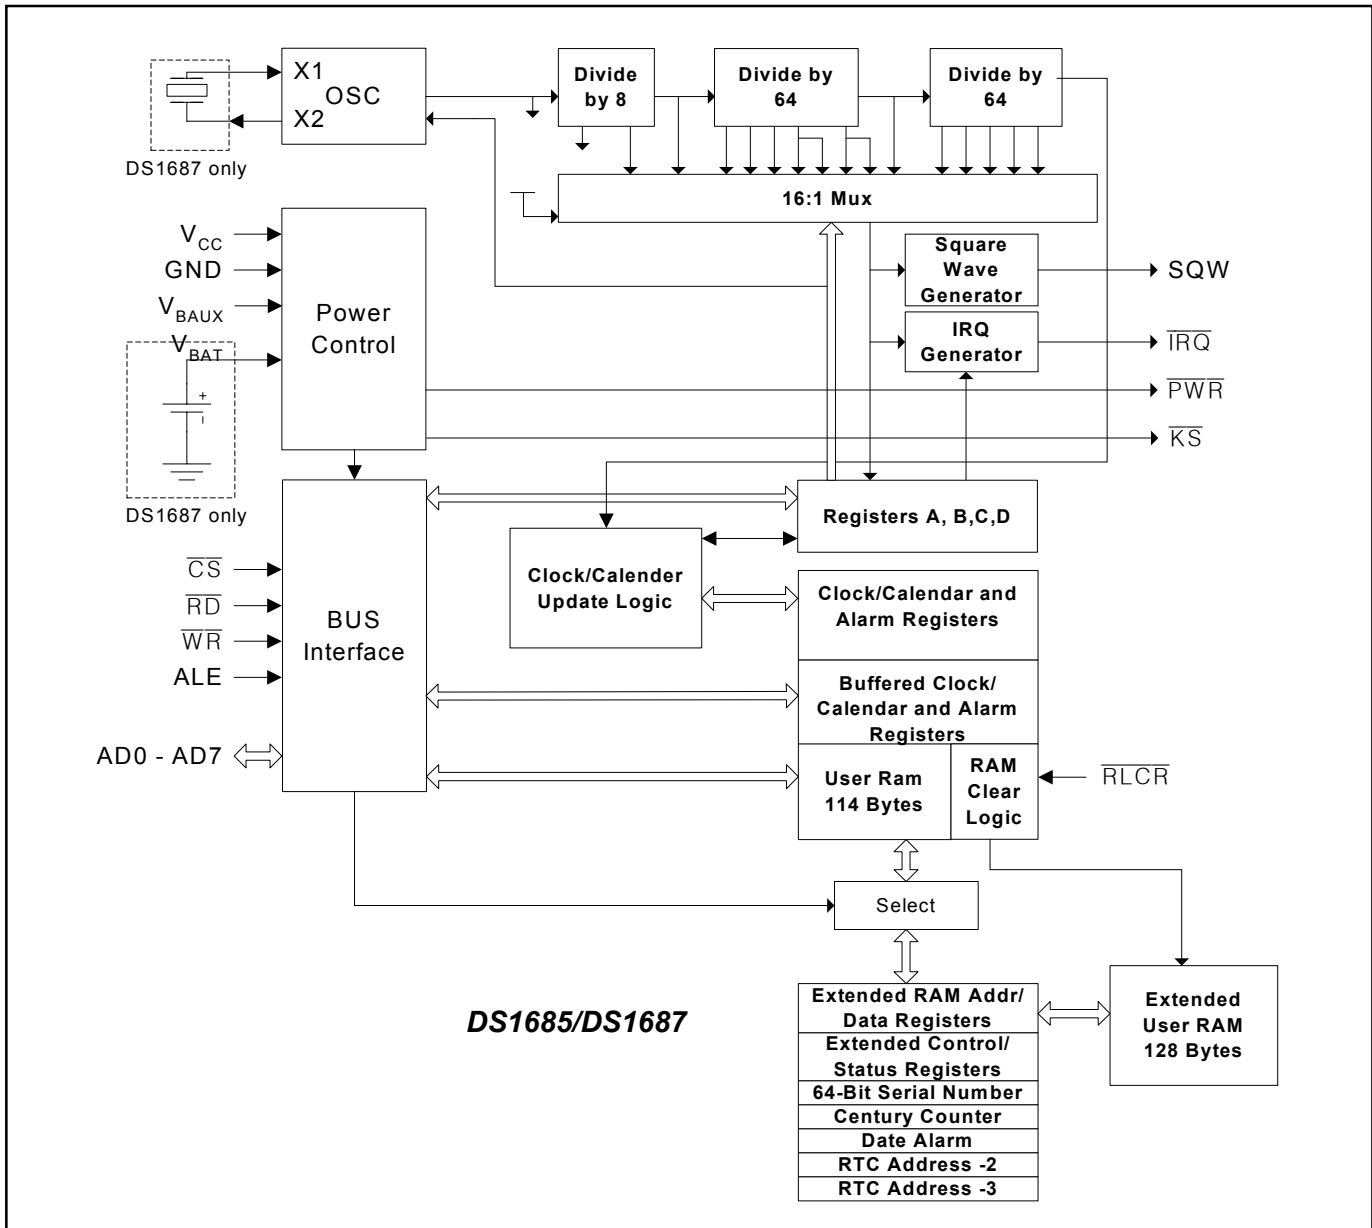 X1
OSC
X2
DS1687 only
Divide
by 8
Divide by
64
Divide by
64
16:1 Mux
VCC
GND
VBAUX
VBAT
+
DS1687 only
Power
Control
Square
Wave
Generator
IRQ
Generator
SQW
IRQ
PWR
KS
Registers A, B,C,D
Clock/Calender
Update Logic
CS
RD
WR
ALE
AD0 - AD7
BUS
Interface
Clock/Calendar and
Alarm Registers
Buffered Clock/
Calendar and Alarm
Registers
User Ram
114 Bytes
RAM
Clear
Logic
RLCR
Select
DS1685/DS1687
Extended RAM Addr/
Data Registers
Extended Control/
Status Registers
64-Bit Serial Number
Century Counter
Date Alarm
RTC Address -2
RTC Address -3
Extended
User RAM
128 Bytes